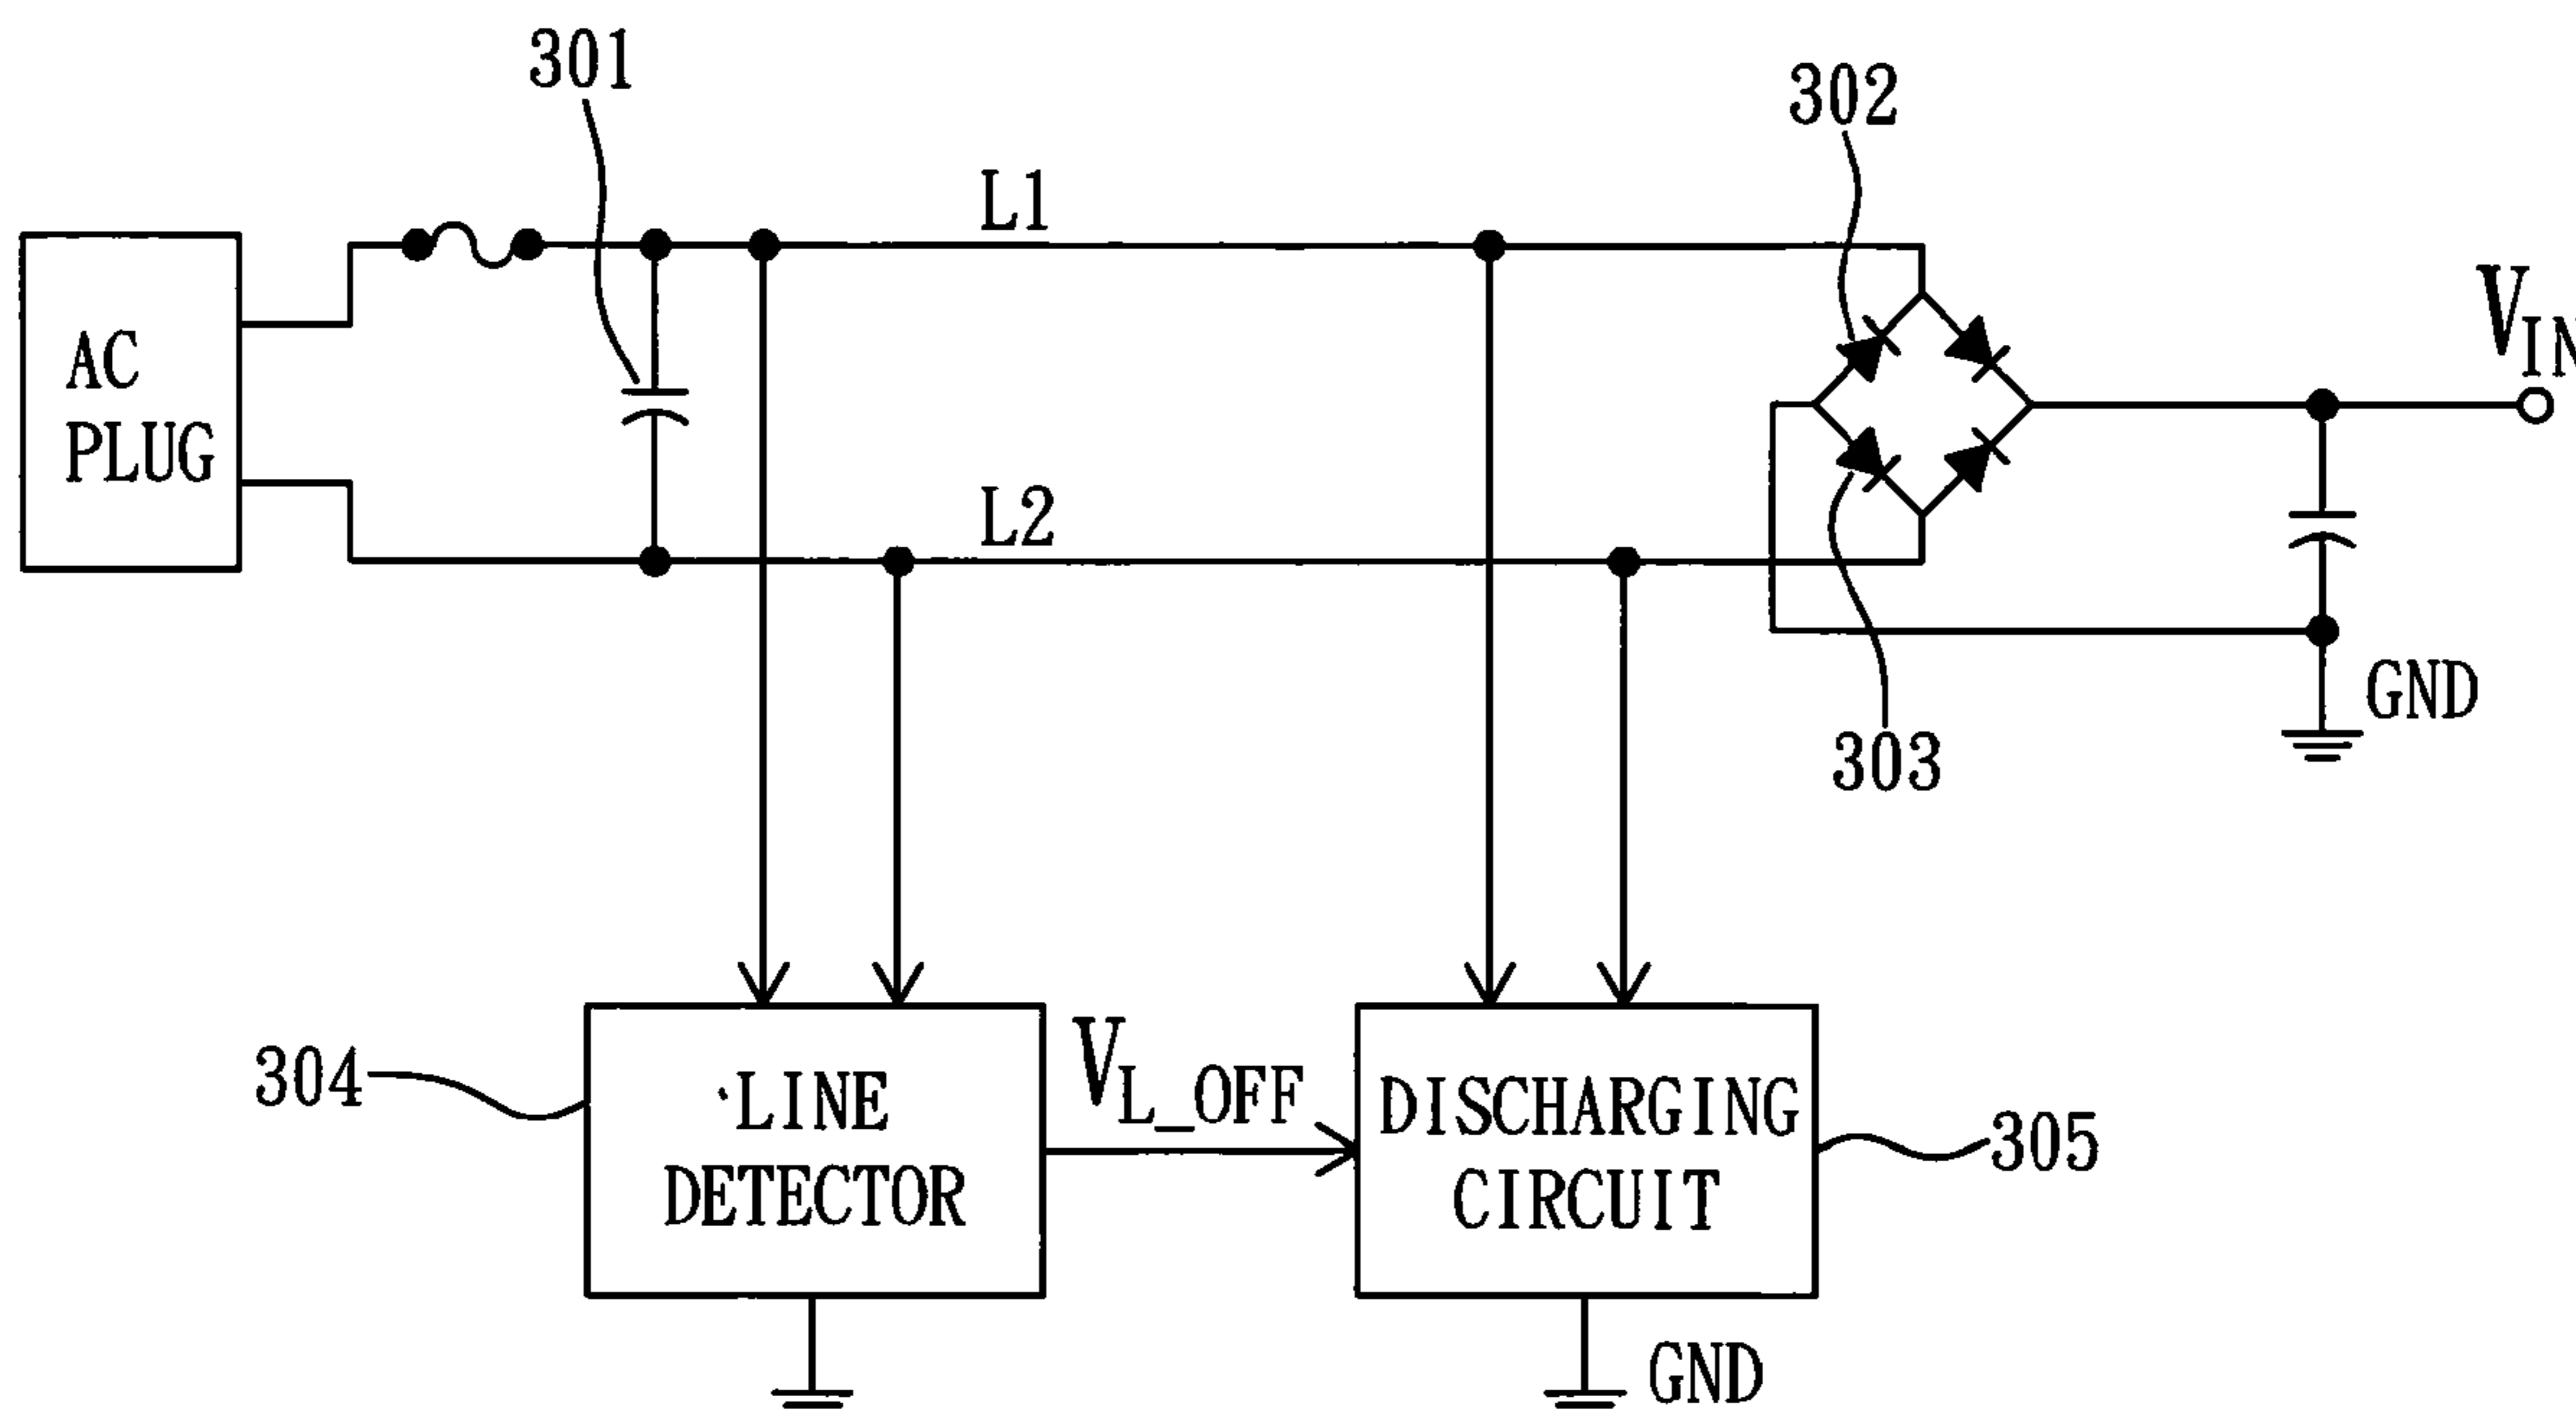 301
302
L1
V_IN
AC
PLUG
L2
GND
303
304
LINE
DETECTOR
V_L_OFF
DISCHARGING
CIRCUIT
305
GND